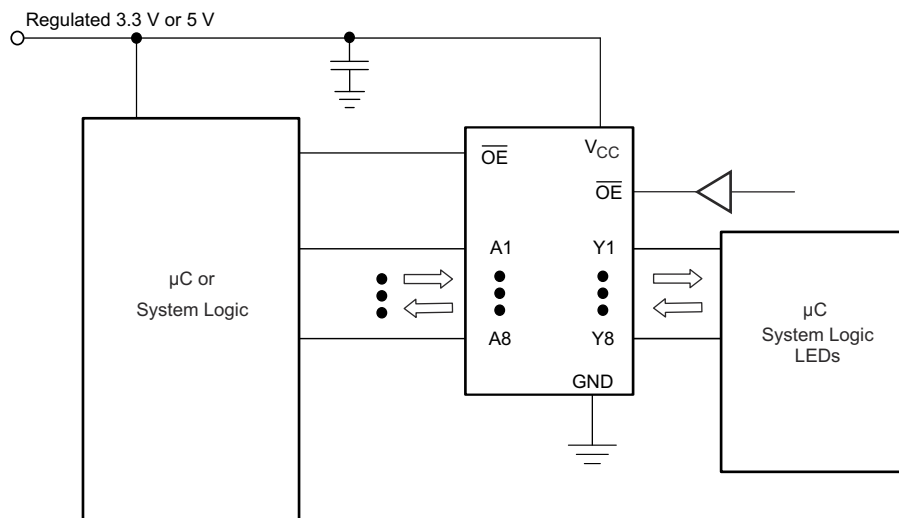 Regulated 3.3 V or 5 V
OE
VCC
OE
A1
Y1
A8
Y8
GND
µC or
System Logic
µC
System Logic
LEDs